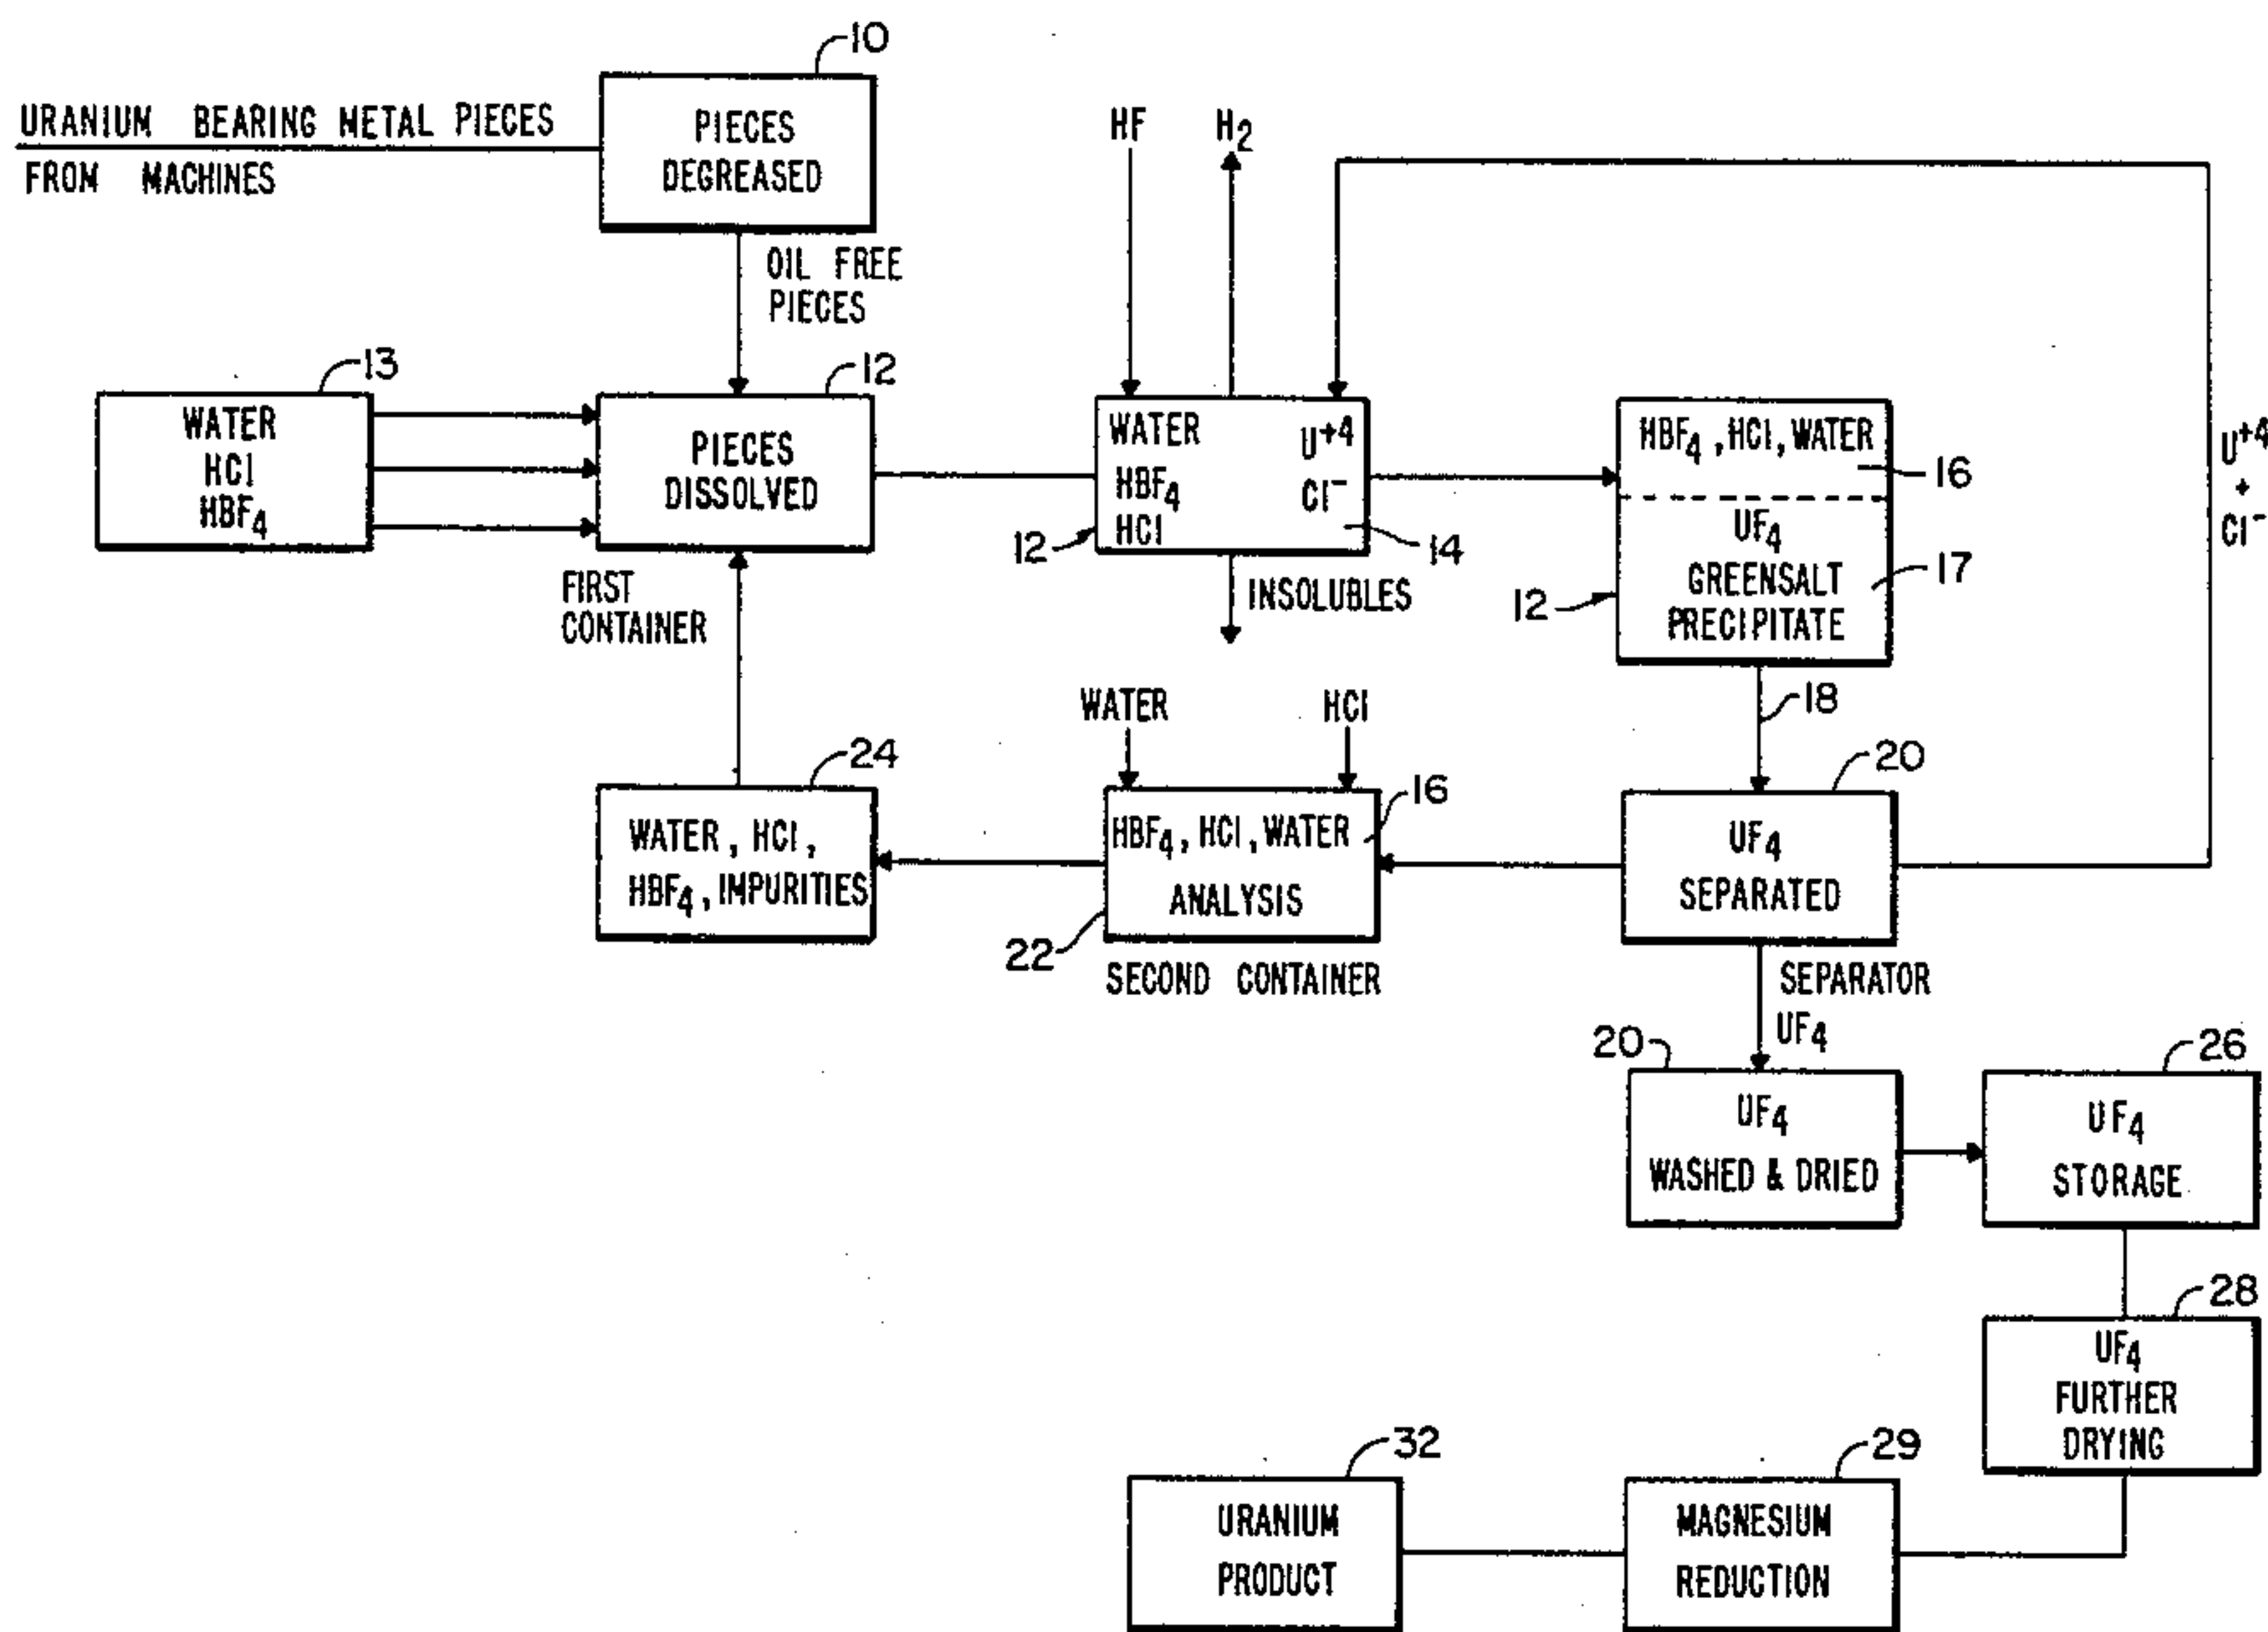 10
URANIUM BEARING METAL PIECES
FROM MACHINES
PIECES
DEGREASED
HF
H2
OIL FREE
PIECES
13
WATER
HCl
HBF4
12
PIECES
DISSOLVED
FIRST
CONTAINER
WATER
HBF4
HCl
U+4
Cl-
12
14
INSOLUBLES
HBF4, HCl, WATER
16
UF4
GREENSALT
PRECIPITATE
17
12
U+4
+
Cl-
18
24
WATER, HCl,
HBF4, IMPURITIES
WATER
HCl
16
HBF4, HCl, WATER
ANALYSIS
22
SECOND CONTAINER
20
UF4
SEPARATED
SEPARATOR
UF4
20
UF4
WASHED & DRIED
26
UF4
STORAGE
28
UF4
FURTHER
DRYING
32
URANIUM
PRODUCT
29
MAGNESIUM
REDUCTION